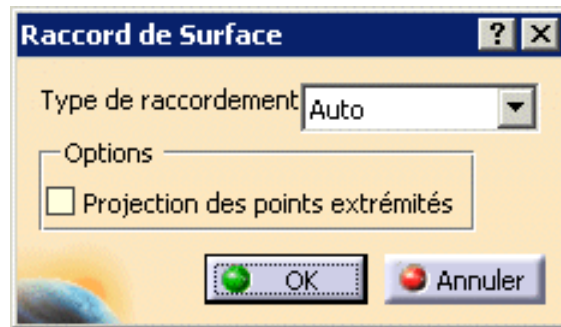 Raccord de Surface
Type de raccordement Auto
Options
Projection des points extrémités
OK Annuler